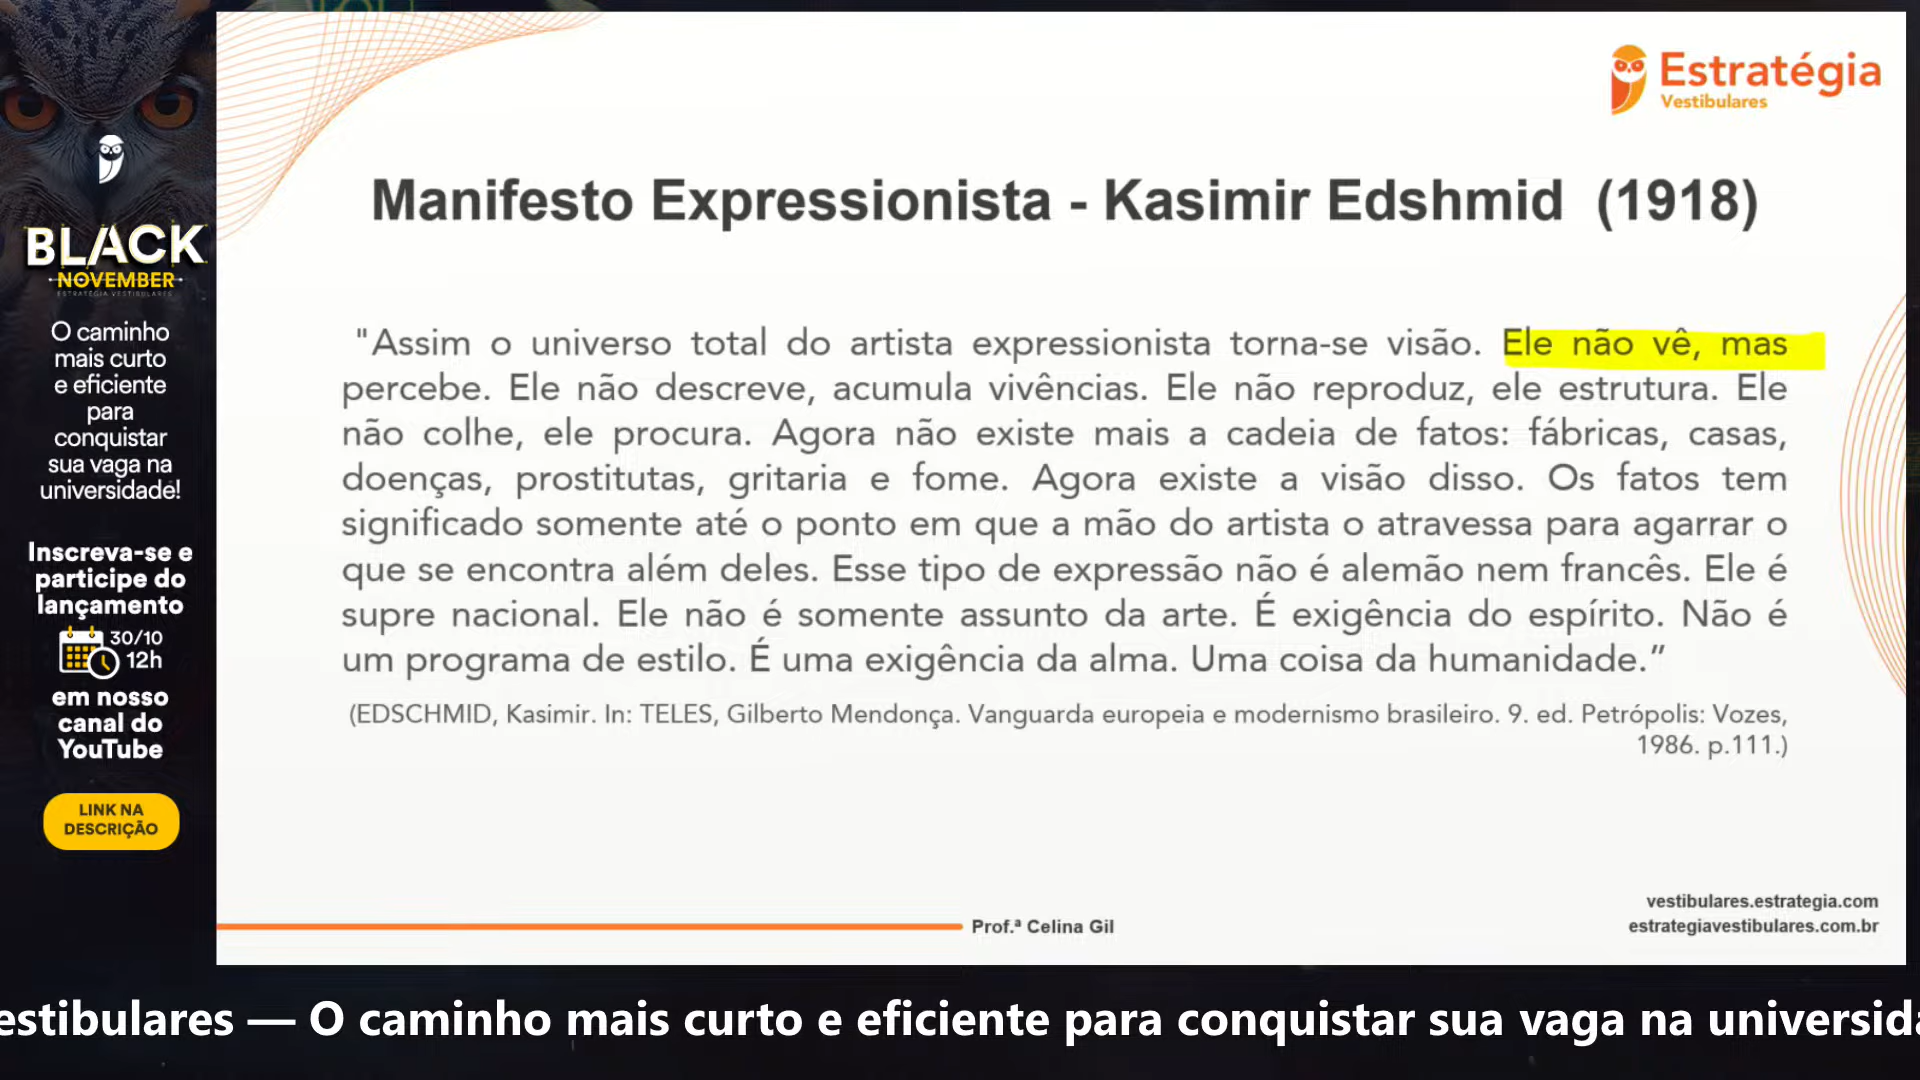 Estratégia
Vestibulares
BLACK
NOVEMBER
ESTRATÉGIA VESTIBULARES
O caminho
mais curto
e eficiente
para
conquistar
sua vaga na
universidade!
Inscreva-se e
participe do
lançamento
30/10
12h
em nosso
canal do
YouTube
LINK NA
DESCRIÇÃO
Manifesto Expressionista - Kasimir Edshmid (1918)
"Assim o universo total do artista expressionista torna-se visão. Ele não vê, mas
percebe. Ele não descreve, acumula vivências. Ele não reproduz, ele estrutura. Ele
não colhe, ele procura. Agora não existe mais a cadeia de fatos: fábricas, casas,
doenças, prostitutas, gritaria e fome. Agora existe a visão disso. Os fatos tem
significado somente até o ponto em que a mão do artista o atravessa para agarrar o
que se encontra além deles. Esse tipo de expressão não é alemão nem francês. Ele é
supre nacional. Ele não é somente assunto da arte. É exigência do espírito. Não é
um programa de estilo. É uma exigência da alma. Uma coisa da humanidade.”
(EDSCHMID, Kasimir. In: TELES, Gilberto Mendonça. Vanguarda europeia e modernismo brasileiro. 9. ed. Petrópolis: Vozes,
1986. p.111.)
Prof.ª Celina Gil
vestibulares.estrategia.com
estrategiavestibulares.com.br
estibulares — O caminho mais curto e eficiente para conquistar sua vaga na universida